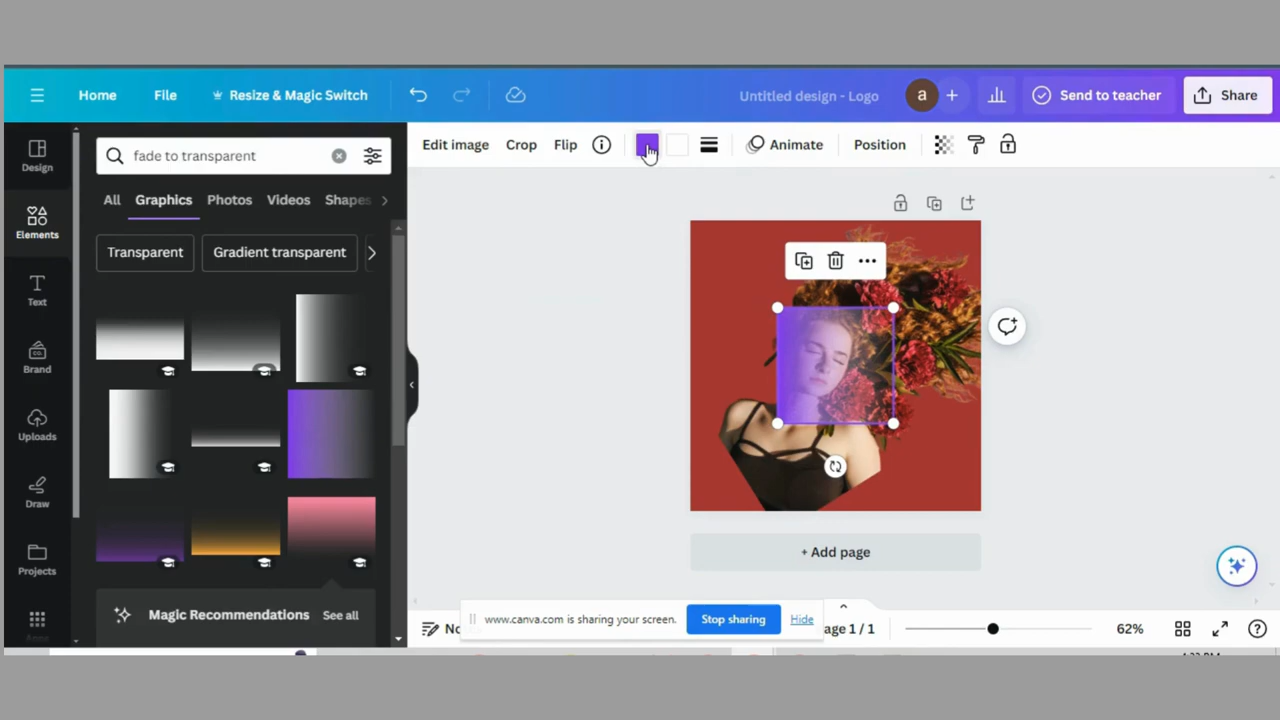 Home File Resize & Magic Switch Untitled design - Logo a + Send to teacher Share
Design
Elements
Text
Brand
Uploads
Draw
Projects
Apps
fade to transparent
All Graphics Photos Videos Shapes
Transparent Gradient transparent
Magic Recommendations See all
Edit image Crop Flip Animate Position
+ Add page
www.canva.com is sharing your screen. Stop sharing Hide
1 / 1 62%